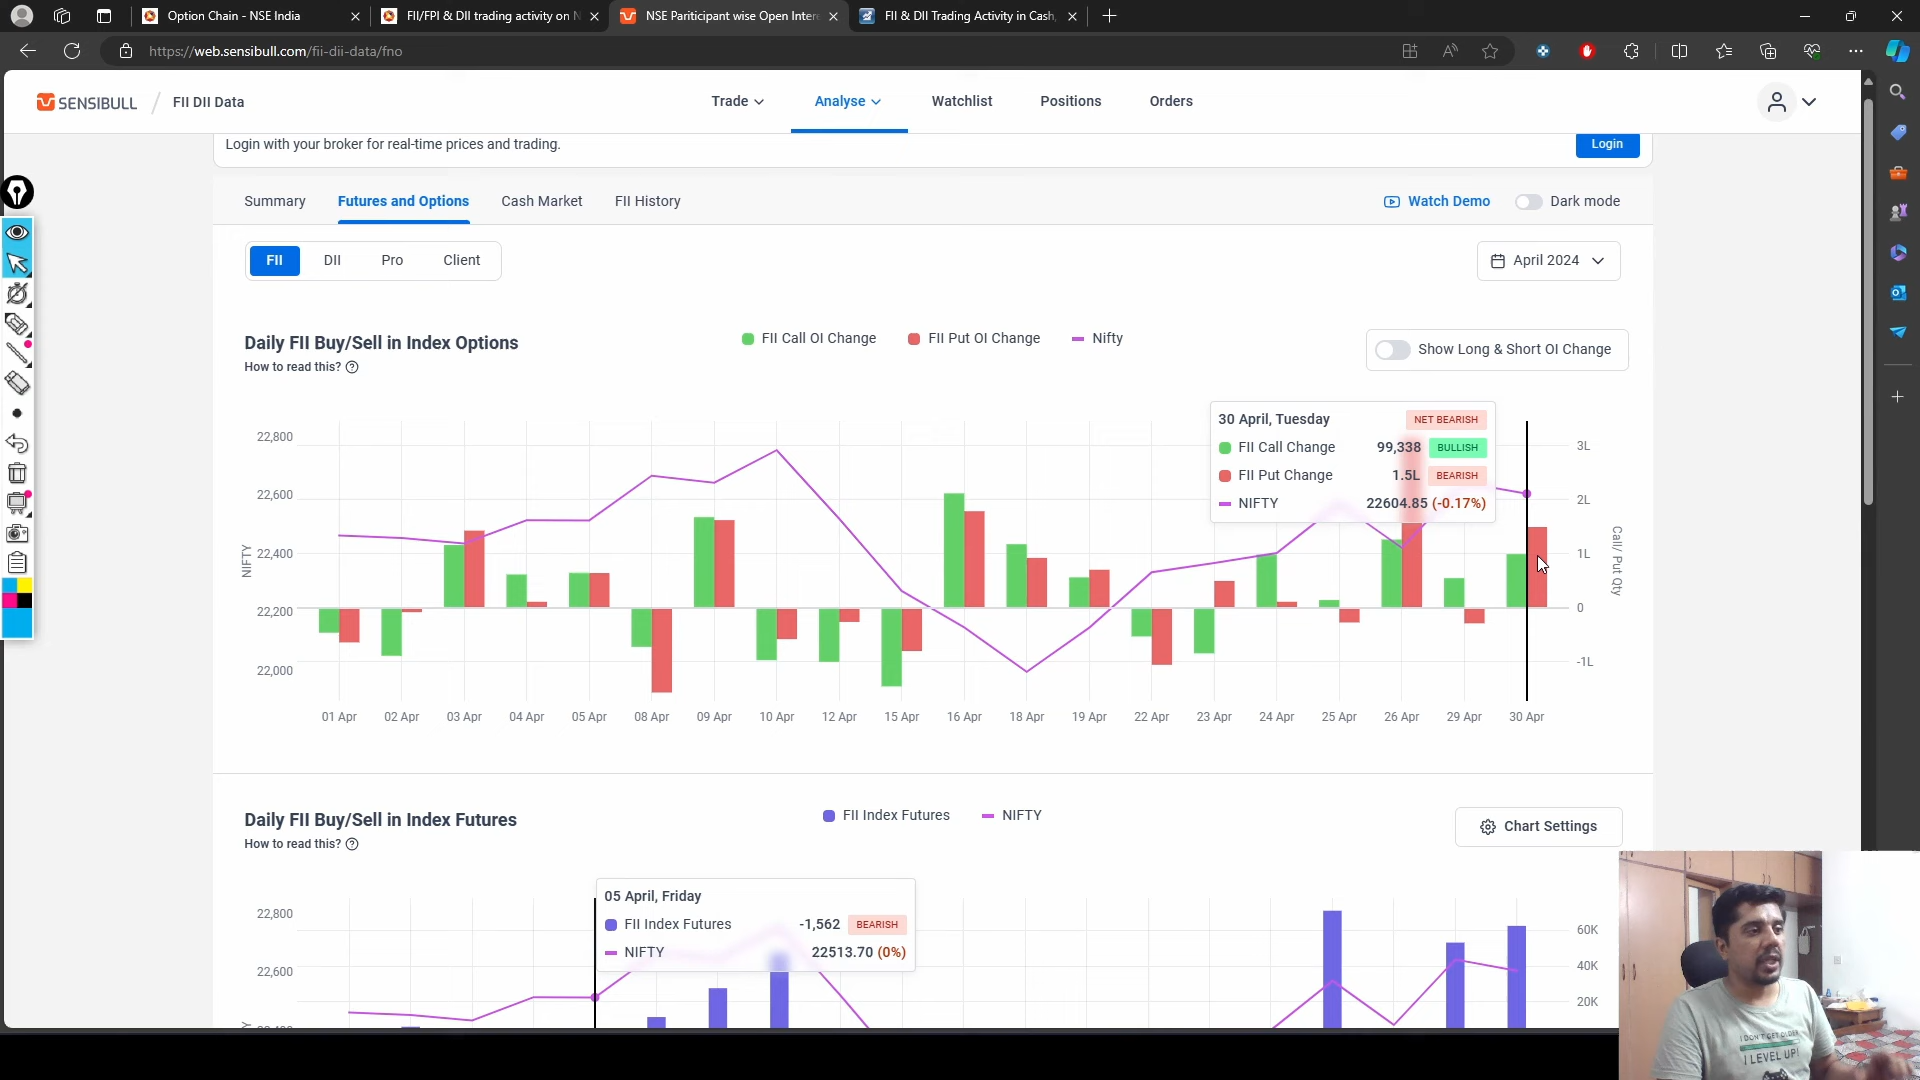 Option Chain - NSE India
FII/FPI & DII trading activity on N
NSE Pariticipant wise Open Inter
FII & DII Trading Activity in Cash,
https://web.sensibull.com/fii-dii-data/fno
SENSIBULL / FII DII Data
Trade
Analyse
Watchlist
Positions
Orders
Login with your broker for real-time prices and trading.
Login
Summary
Futures and Options
Cash Market
FII History
Watch Demo
Dark mode
FII
DII
Pro
Client
April 2024
Daily FII Buy/Sell in Index Options
How to read this?
FII Call OI Change
FII Put OI Change
Nifty
Show Long & Short OI Change
30 April, Tuesday NET BEARISH
FII Call Change 99,338 BULLISH
FII Put Change 1.5L BEARISH
NIFTY 22604.85 (-0.17%)
22,800
22,600
22,400
22,200
22,000
NIFTY
3L
2L
1L
0
-1L
Call/ Put Qty
01 Apr
02 Apr
03 Apr
04 Apr
05 Apr
08 Apr
09 Apr
10 Apr
12 Apr
15 Apr
16 Apr
18 Apr
19 Apr
22 Apr
23 Apr
24 Apr
25 Apr
26 Apr
29 Apr
30 Apr
Daily FII Buy/Sell in Index Futures
How to read this?
FII Index Futures
NIFTY
Chart Settings
05 April, Friday
FII Index Futures -1,562 BEARISH
NIFTY 22513.70 (0%)
22,800
22,600
60K
40K
20K
I DON'T GET OLDER
I LEVEL UP!